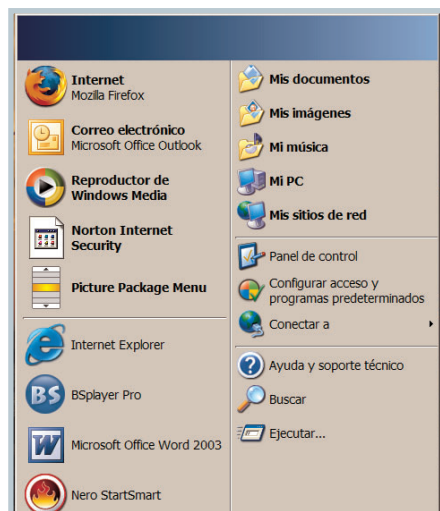 Internet
Mozilla Firefox
Correo electrónico
Microsoft Office Outlook
Reproductor de
Windows Media
Norton Internet
Security
Picture Package Menu
Internet Explorer
BS
BSplayer Pro
W
Microsoft Office Word 2003
Nero StartSmart
Mis documentos
Mis imágenes
Mi música
Mi PC
Mis sitios de red
Panel de control
Configurar acceso y
programas predeterminados
Conectar a
Ayuda y soporte técnico
Buscar
Ejecutar...